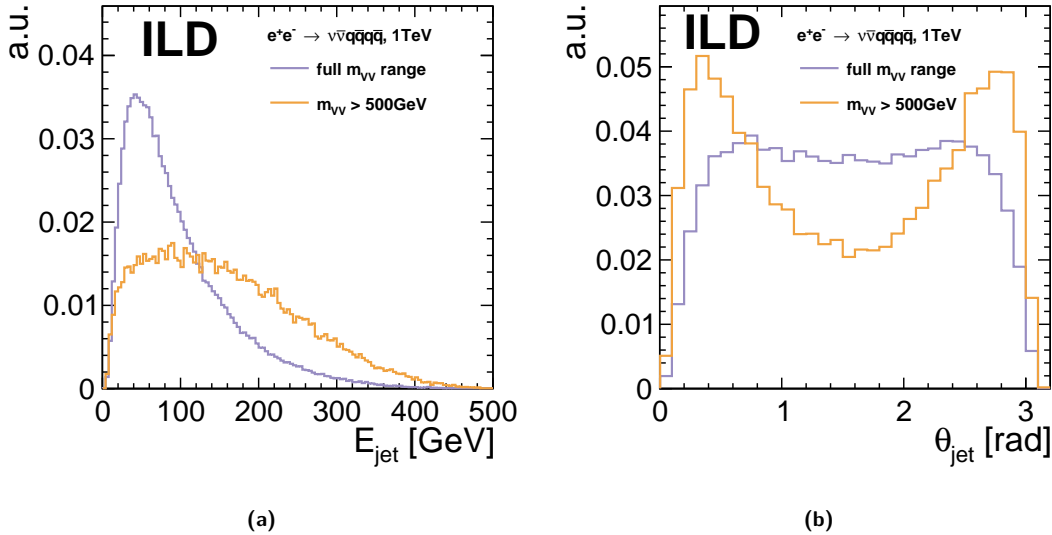 a.u.
ILD
e⁺e⁻ → νν̅qq̅qq̅, 1TeV
full m_VV range
m_VV > 500GeV
0.04
0.03
0.02
0.01
0
0 100 200 300 400 500
E_jet [GeV]
(a)
a.u.
ILD
e⁺e⁻ → νν̅qq̅qq̅, 1TeV
full m_VV range
m_VV > 500GeV
0.05
0.04
0.03
0.02
0.01
0
0 1 2 3
θ_jet [rad]
(b)